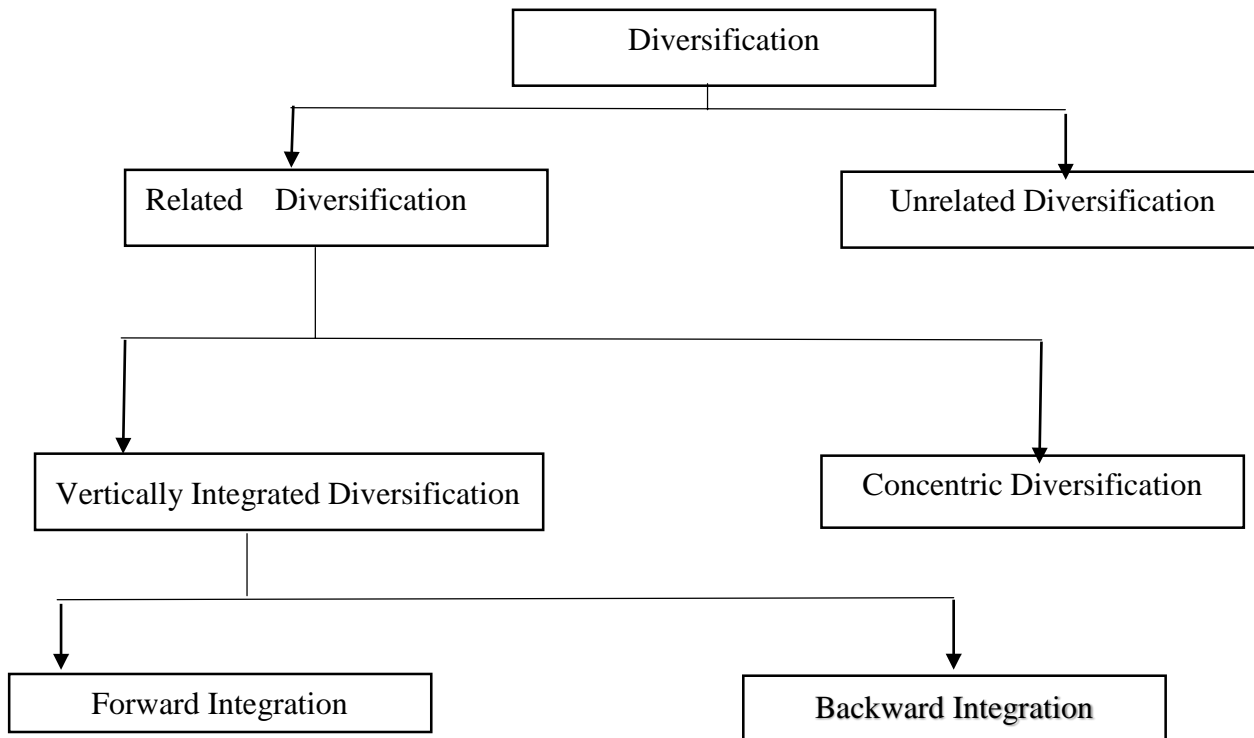 Diversification
Related Diversification
Unrelated Diversification
Vertically Integrated Diversification
Concentric Diversification
Forward Integration
Backward Integration